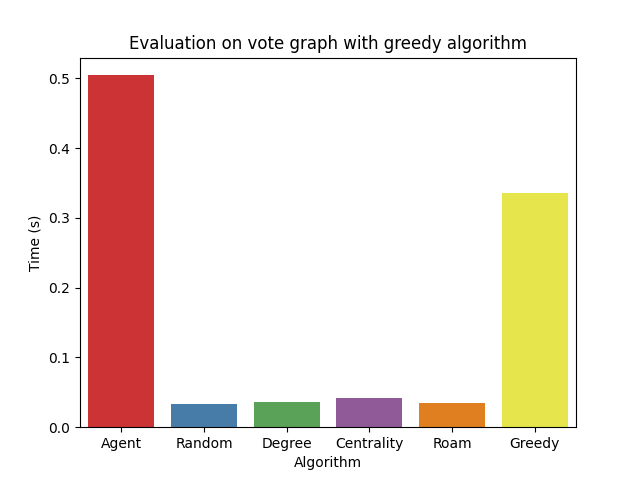 Evaluation on vote graph with greedy algorithm
0.5
0.4
0.3
0.2
0.1
0.0
Time (s)
Agent Random Degree Centrality Roam Greedy
Algorithm